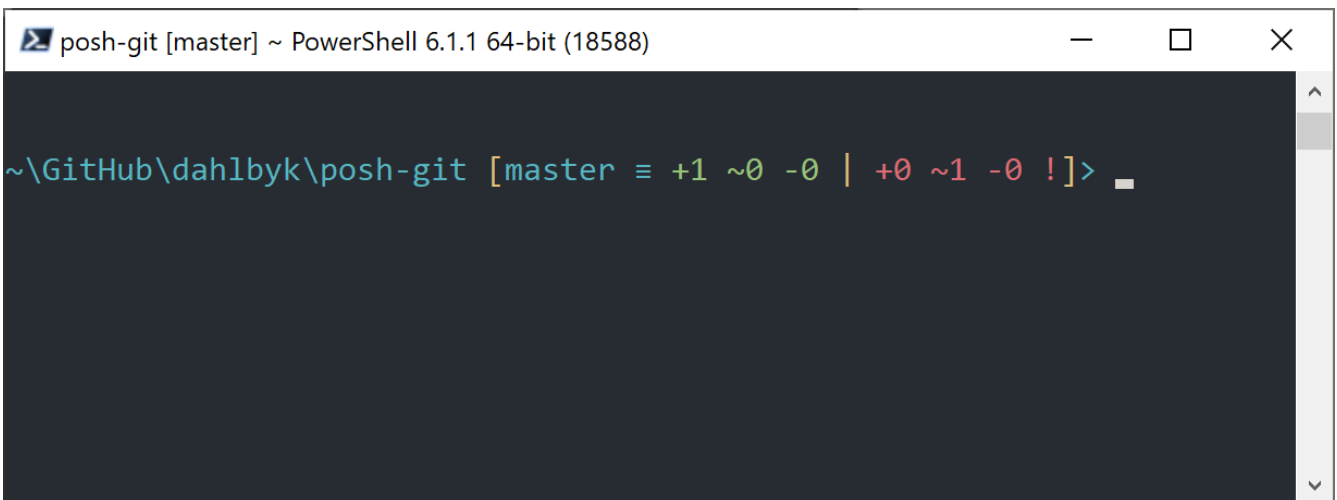 posh-git [master] ~ PowerShell 6.1.1 64-bit (18588)
~\GitHub\dahlbyk\posh-git [master ≡ +1 ~0 -0 | +0 ~1 -0 !]>